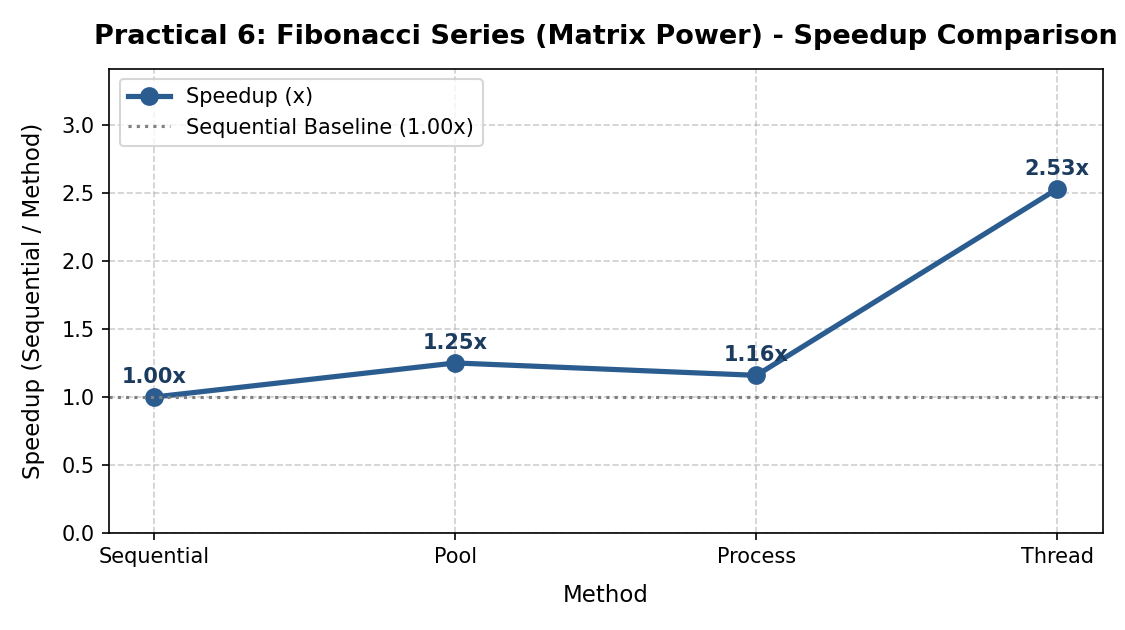 Practical 6: Fibonacci Series (Matrix Power) - Speedup Comparison
Speedup (x)
Sequential Baseline (1.00x)
Speedup (Sequential / Method)
3.0
2.5
2.0
1.5
1.0
0.5
0.0
1.00x
1.25x
1.16x
2.53x
Sequential
Pool
Process
Thread
Method